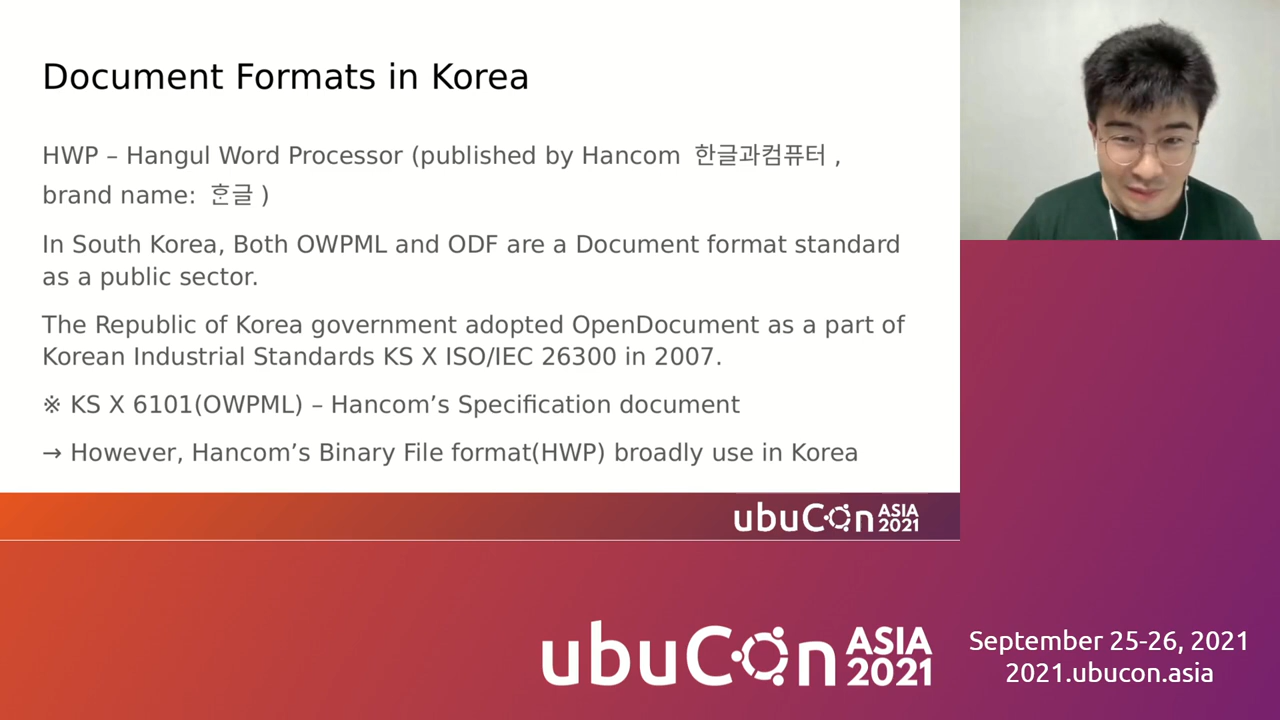 Document Formats in Korea
HWP – Hangul Word Processor (published by Hancom 한글과컴퓨터 ,
brand name: ᄒᆞᆫ글 )
In South Korea, Both OWPML and ODF are a Document format standard
as a public sector.
The Republic of Korea government adopted OpenDocument as a part of
Korean Industrial Standards KS X ISO/IEC 26300 in 2007.
※ KS X 6101(OWPML) – Hancom’s Specification document
→ However, Hancom’s Binary File format(HWP) broadly use in Korea
ubuCon ASIA 2021
ubuCon ASIA 2021
September 25-26, 2021
2021.ubucon.asia